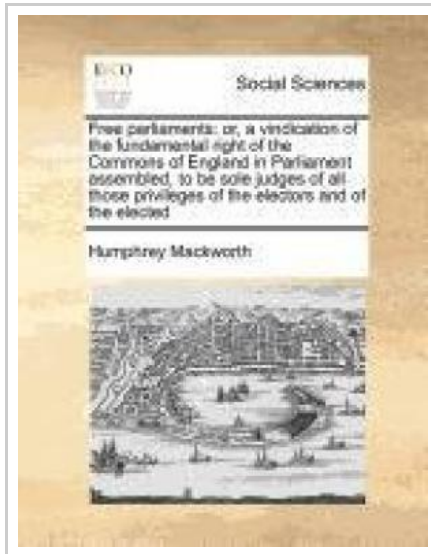 ECCO
Social Sciences
Free parliaments: or, a vindication of
the fundamental right of the
Commons of England in Parliament
assembled, to be sole judges of all
those privileges of the electors and of
the elected
Humphrey Mackworth